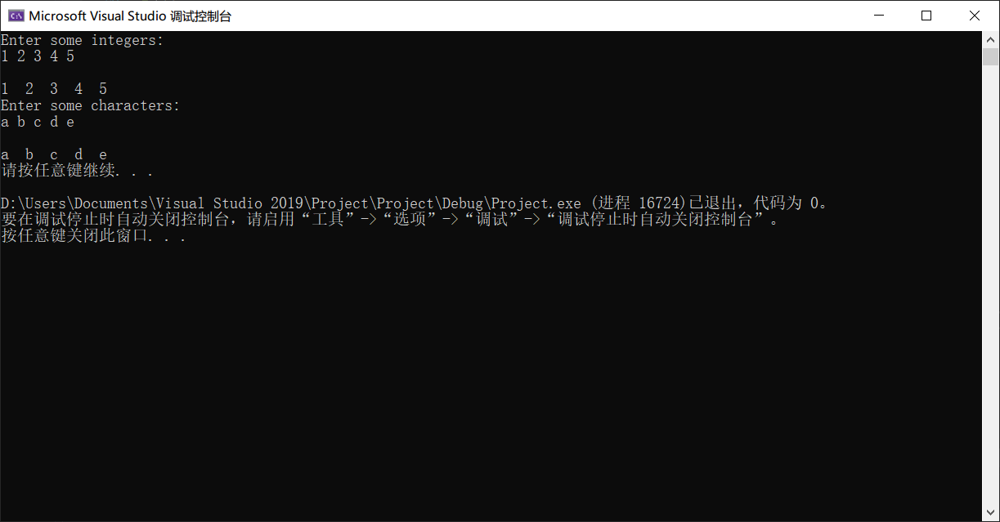 Microsoft Visual Studio 调试控制台
Enter some integers:
1 2 3 4 5
1  2  3  4  5
Enter some characters:
a b c d e
a  b  c  d  e
请按任意键继续. . .
D:\Users\Documents\Visual Studio 2019\Project\Project\Debug\Project.exe (进程 16724)已退出，代码为 0。
要在调试停止时自动关闭控制台，请启用“工具”->“选项”->“调试”->“调试停止时自动关闭控制台”。
按任意键关闭此窗口. . .